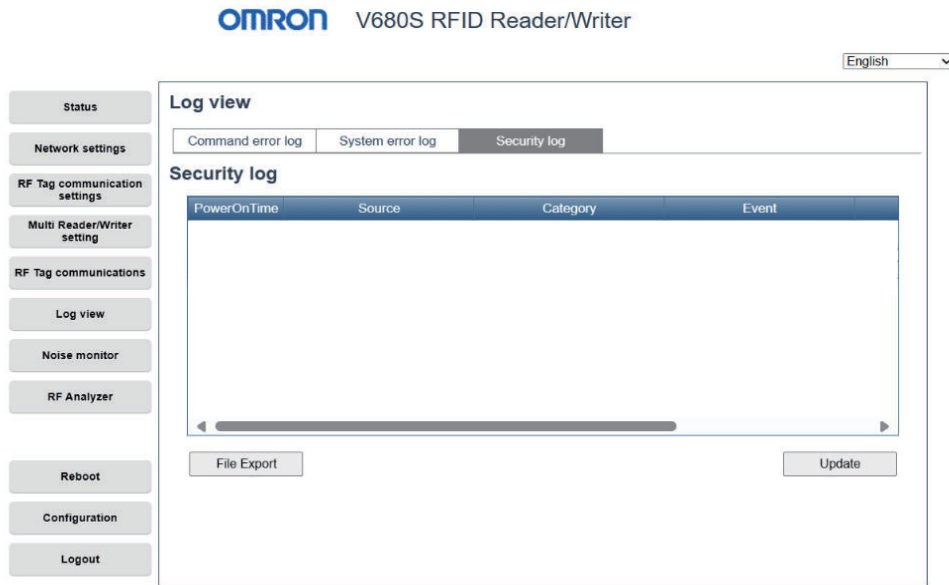 OMRON V680S RFID Reader/Writer
English
Status
Network settings
RF Tag communication
settings
Multi Reader/Writer
setting
RF Tag communications
Log view
Noise monitor
RF Analyzer
Reboot
Configuration
Logout
Log view
Command error log System error log Security log
Security log
PowerOnTime Source Category Event
File Export Update